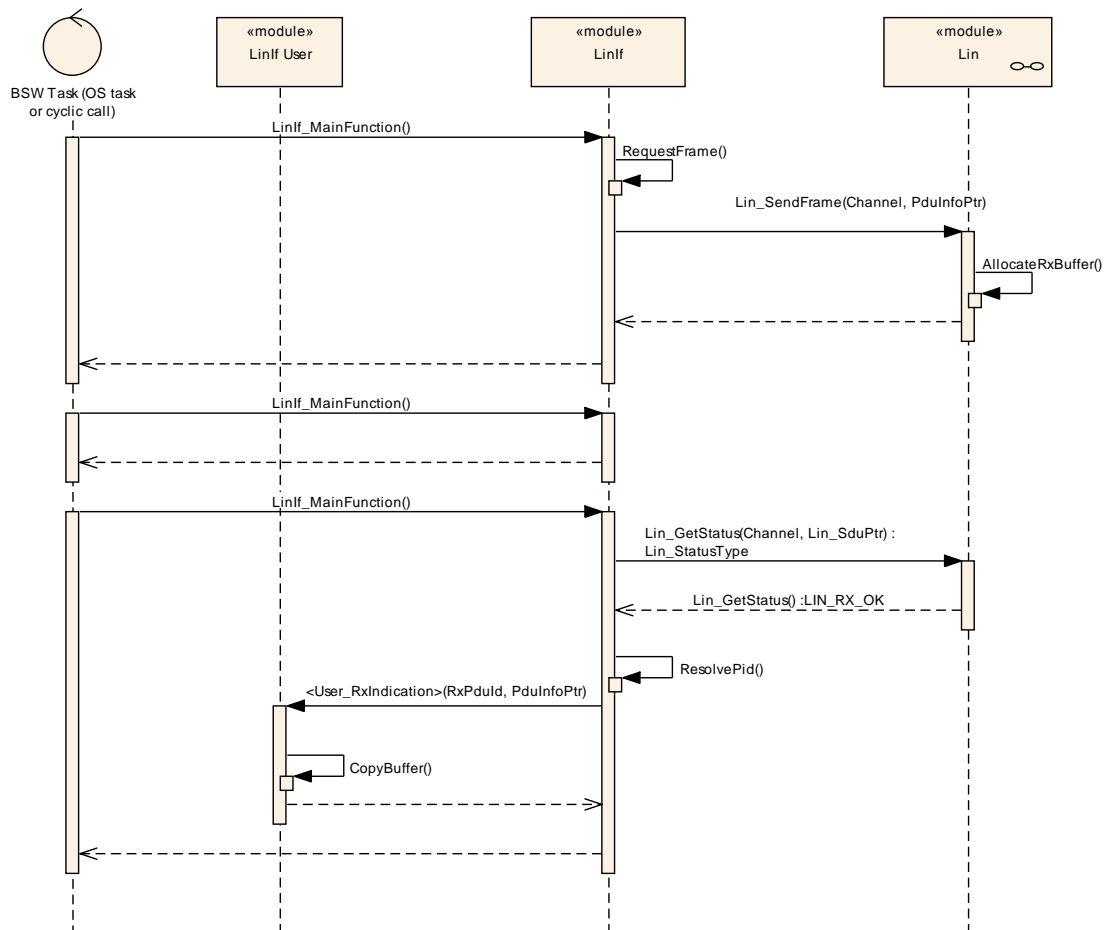 «module»
LinIf User
«module»
LinIf
«module»
Lin
BSW Task (OS task
or cyclic call)
LinIf_MainFunction()
RequestFrame()
Lin_SendFrame(Channel, PduInfoPtr)
AllocateRxBuffer()
LinIf_MainFunction()
LinIf_MainFunction()
Lin_GetStatus(Channel, Lin_SduPtr) :
Lin_StatusType
Lin_GetStatus() :LIN_RX_OK
ResolvePid()
<User_RxIndication>(RxPduId, PduInfoPtr)
CopyBuffer()